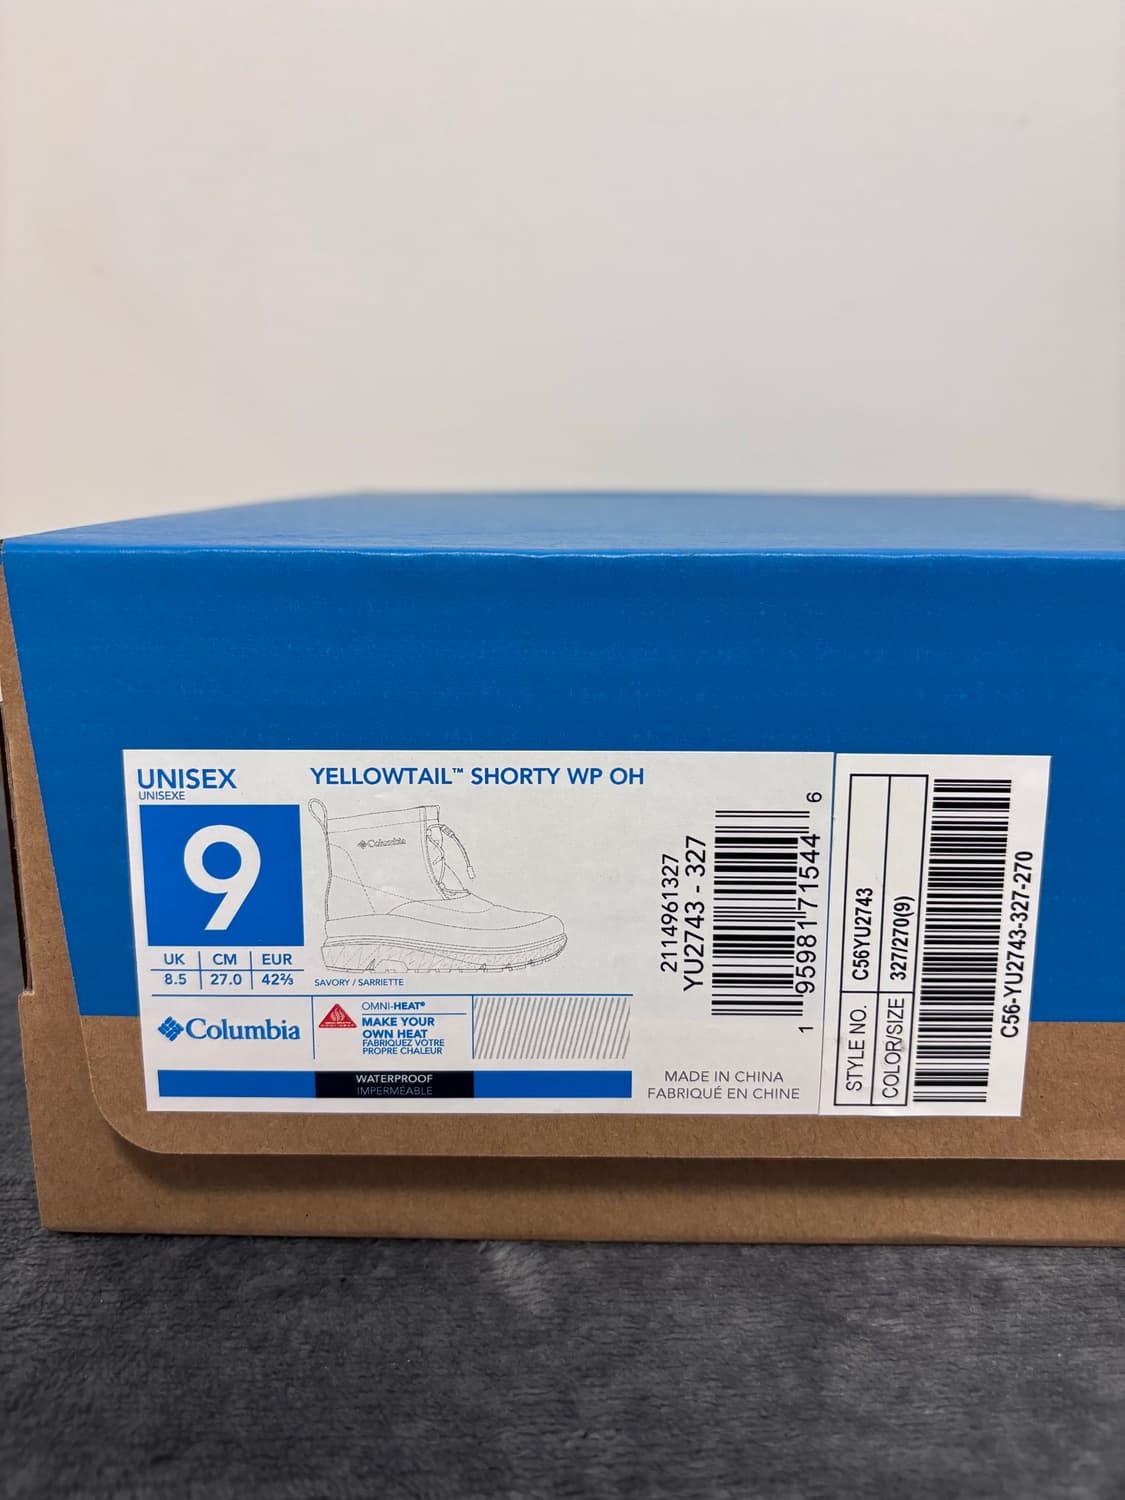 UNISEX
UNISEXE
9
UK CM EUR
8.5 27.0 42⅔
YELLOWTAIL™ SHORTY WP OH
Columbia
SAVORY / SARRIETTE
Columbia
OMNI-HEAT®
MAKE YOUR
OWN HEAT
FABRIQUEZ VOTRE
PROPRE CHALEUR
WATERPROOF
IMPERMÉABLE
2114961327
YU2743 - 327
1 95981 71544 6
MADE IN CHINA
FABRIQUÉ EN CHINE
STYLE NO. C56YU2743
COLOR/SIZE 327/270(9)
C56-YU2743-327-270